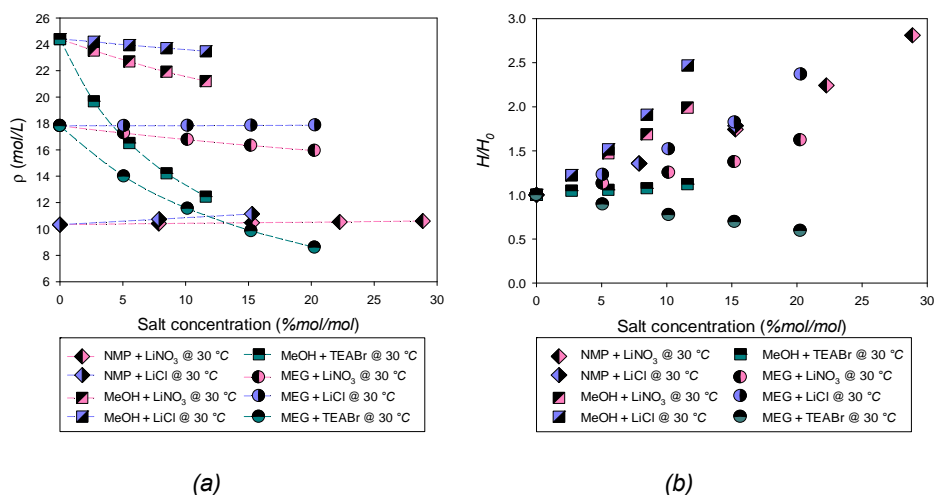 26
24
22
20
18
16
14
12
10
8
6
ρ (mol/L)
0 5 10 15 20 25 30
Salt concentration (%mol/mol)
NMP + LiNO3 @ 30 °C
NMP + LiCl @ 30 °C
MeOH + LiNO3 @ 30 °C
MeOH + LiCl @ 30 °C
MeOH + TEABr @ 30 °C
MEG + LiNO3 @ 30 °C
MEG + LiCl @ 30 °C
MEG + TEABr @ 30 °C
(a)
3.0
2.5
2.0
1.5
1.0
0.5
0.0
H/H0
0 5 10 15 20 25 30
Salt concentration (%mol/mol)
NMP + LiNO3 @ 30 °C
NMP + LiCl @ 30 °C
MeOH + LiNO3 @ 30 °C
MeOH + LiCl @ 30 °C
MeOH + TEABr @ 30 °C
MEG + LiNO3 @ 30 °C
MEG + LiCl @ 30 °C
MEG + TEABr @ 30 °C
(b)